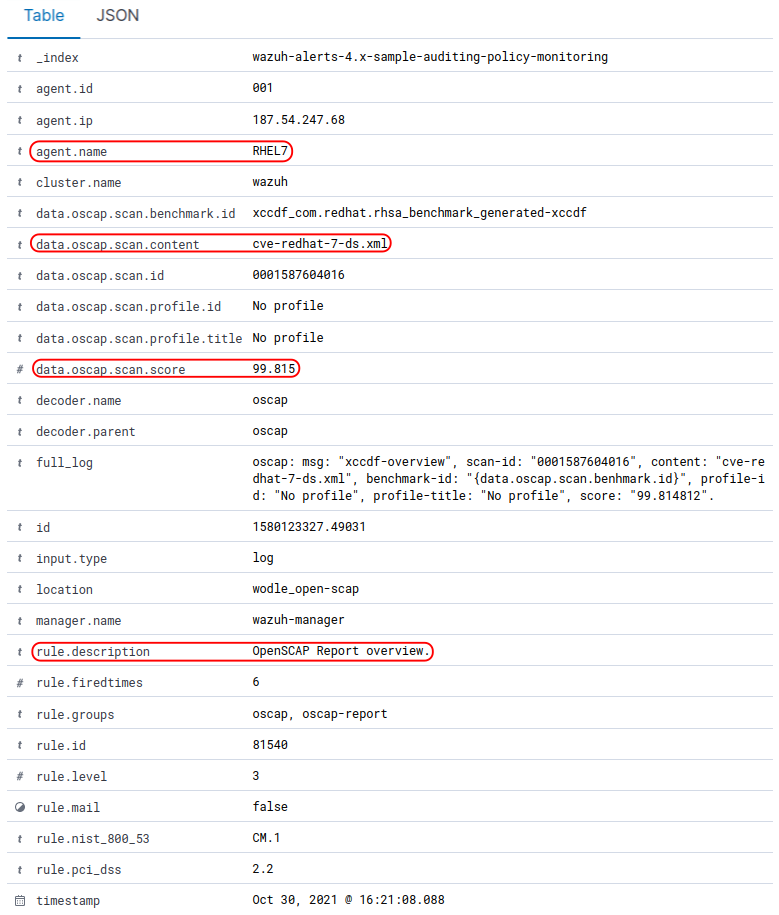 Table JSON
t _index wazuh-alerts-4.x-sample-auditing-policy-monitoring
t agent.id 001
t agent.ip 187.54.247.68
t agent.name RHEL7
t cluster.name wazuh
t data.oscap.scan.benchmark.id xccdf_com.redhat.rhsa_benchmark_generated-xccdf
t data.oscap.scan.content cve-redhat-7-ds.xml
t data.oscap.scan.id 0001587604016
t data.oscap.scan.profile.id No profile
t data.oscap.scan.profile.title No profile
# data.oscap.scan.score 99.815
t decoder.name oscap
t decoder.parent oscap
t full_log oscap: msg: "xccdf-overview", scan-id: "0001587604016", content: "cve-re
dhat-7-ds.xml", benchmark-id: "{data.oscap.scan.benhmark.id}", profile-i
d: "No profile", profile-title: "No profile", score: "99.814812".
t id 1580123327.49031
t input.type log
t location wodle_open-scap
t manager.name wazuh-manager
t rule.description OpenSCAP Report overview.
# rule.firedtimes 6
t rule.groups oscap, oscap-report
t rule.id 81540
# rule.level 3
rule.mail false
t rule.nist_800_53 CM.1
t rule.pci_dss 2.2
timestamp Oct 30, 2021 @ 16:21:08.088